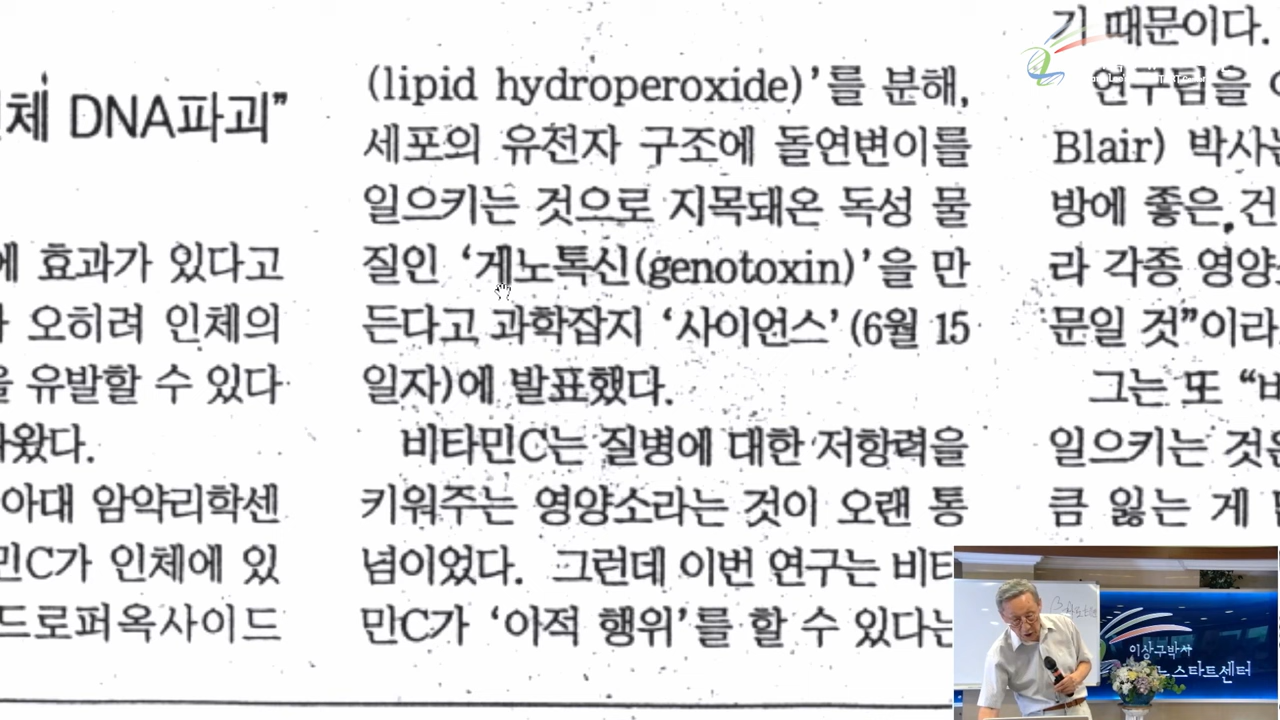 체 DNA파괴”
에 효과가 있다고
오히려 인체의
을 유발할 수 있다
나왔다.
아대 암약리학센
민C가 인체에 있
드로퍼옥사이드
(lipid hydroperoxide)’를 분해,
세포의 유전자 구조에 돌연변이를
일으키는 것으로 지목돼온 독성 물
질인 ‘게노톡신(genotoxin)’을 만
든다고 과학잡지 ‘사이언스’(6월 15
일자)에 발표했다.
비타민C는 질병에 대한 저항력을
키워주는 영양소라는 것이 오랜 통
념이었다. 그런데 이번 연구는 비타
만C가 ‘이적 행위’를 할 수 있다는
기 때문이다.
연구팀을
Blair) 박사는
방에 좋은, 건
라 각종 영양
문일 것”이라
그는 또 “비
일으키는 것은
큼 잃는 게
이상구박사
뉴스타트센터